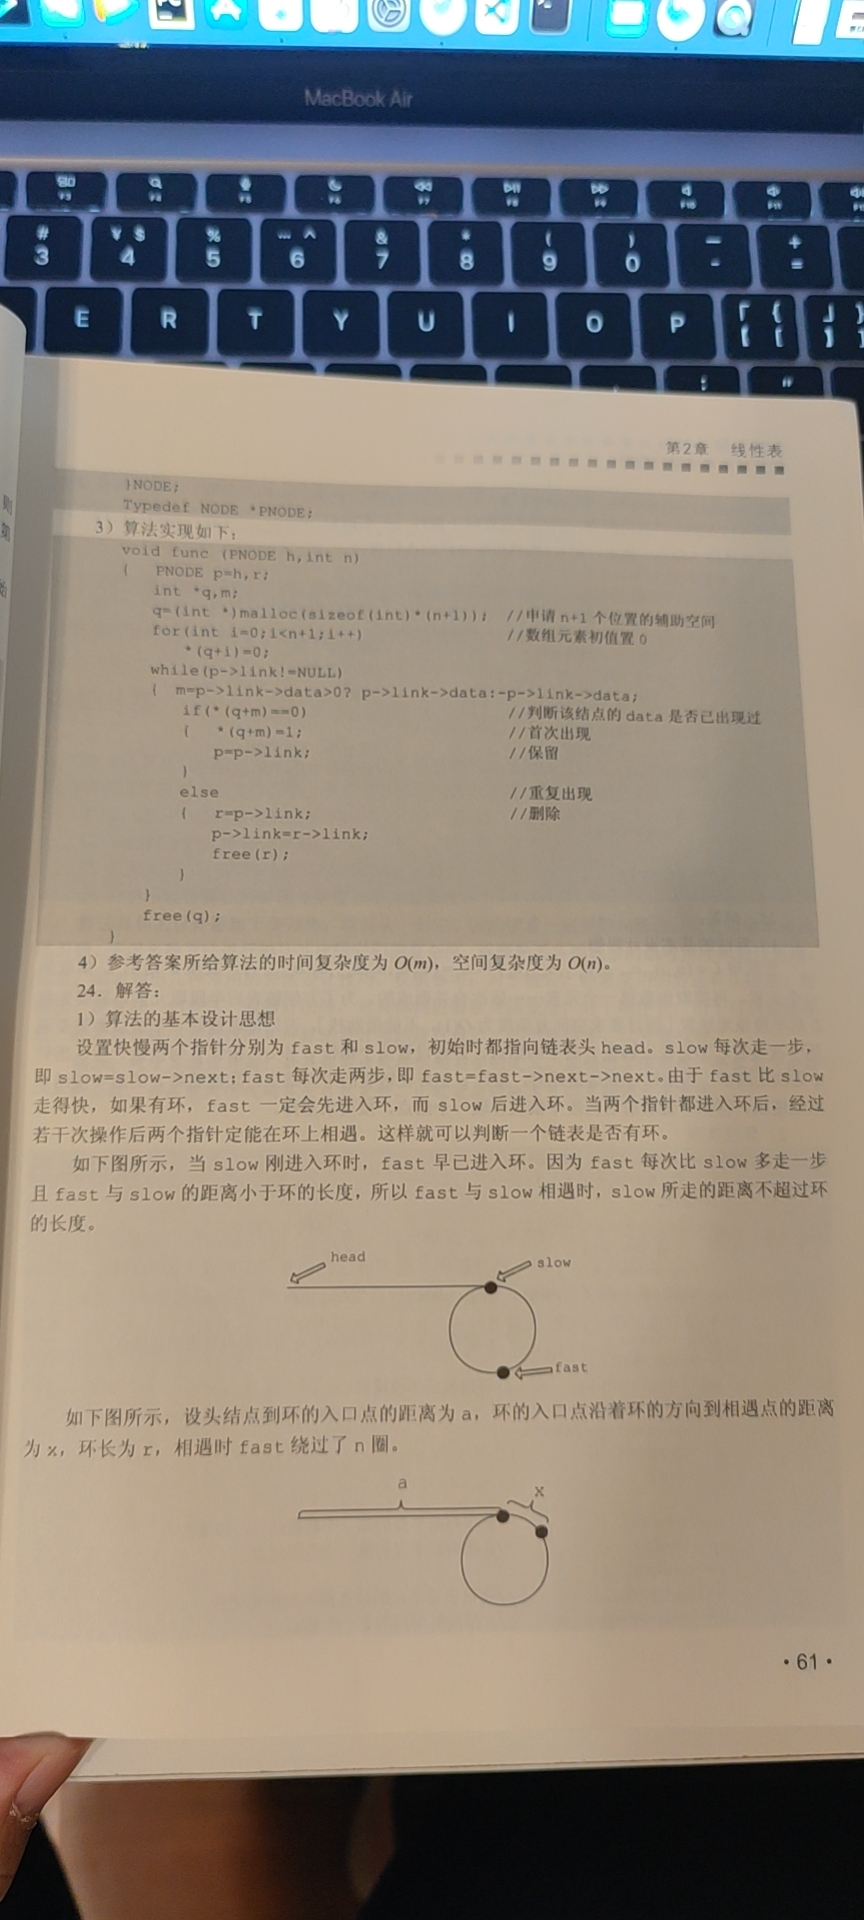 MacBook Air
F3 F4 F5 F6 F7 F8 F9 F10 F11
# ¥ $ % … ^ & * ( ) — +
3 4 5 6 7 8 9 0 - =
E R T Y U I O P 「 { 」 }
[ ]
: "
第2章 线性表
}NODE;
Typedef NODE *PNODE;
3）算法实现如下：
void func (PNODE h,int n)
{ PNODE p=h,r;
int *q,m;
q=(int *)malloc(sizeof(int)*(n+1)); //申请 n+1 个位置的辅助空间
for(int i=0;i<n+1;i++) //数组元素初值置 0
*(q+i)=0;
while(p->link!=NULL)
{ m=p->link->data>0? p->link->data:-p->link->data;
if(*(q+m)==0) //判断该结点的 data 是否已出现过
{ *(q+m)=1; //首次出现
p=p->link; //保留
}
else //重复出现
{ r=p->link; //删除
p->link=r->link;
free(r);
}
}
free(q);
}
4）参考答案所给算法的时间复杂度为 O(m)，空间复杂度为 O(n)。
24．解答：
1）算法的基本设计思想
设置快慢两个指针分别为 fast 和 slow，初始时都指向链表头 head。slow 每次走一步，
即 slow=slow->next；fast 每次走两步，即 fast=fast->next->next。由于 fast 比 slow
走得快，如果有环，fast 一定会先进入环，而 slow 后进入环。当两个指针都进入环后，经过
若干次操作后两个指针定能在环上相遇。这样就可以判断一个链表是否有环。
如下图所示，当 slow 刚进入环时，fast 早已进入环。因为 fast 每次比 slow 多走一步
且 fast 与 slow 的距离小于环的长度，所以 fast 与 slow 相遇时，slow 所走的距离不超过环
的长度。
head
slow
fast
如下图所示，设头结点到环的入口点的距离为 a，环的入口点沿着环的方向到相遇点的距离
为 x，环长为 r，相遇时 fast 绕过了 n 圈。
a
x
·61·